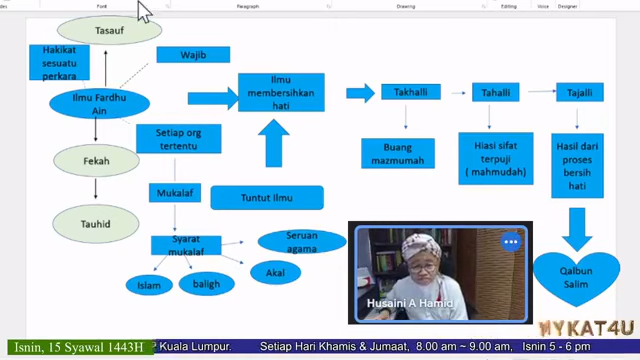 Font
Paragraph
Drawing
Editing
Voice
Designer
Tasauf
Hakikat
sesuatu
perkara
Wajib
Ilmu Fardhu
Ain
Ilmu
membersihkan
hati
Takhalli
Tahalli
Tajalli
Setiap org
tertentu
Fekah
Buang
mazmumah
Hiasi sifat
terpuji
( mahmudah)
Hasil dari
proses
bersih
hati
Mukalaf
Tuntut Ilmu
Tauhid
Syarat
mukalaf
Seruan
agama
Islam
baligh
Akal
Qalbun
Salim
Husaini A Hamid
MYKAT4U
Isnin, 15 Syawal 1443H
P Kuala Lumpur. Setiap Hari Khamis & Jumaat, 8.00 am ~ 9.00 am, Isnin 5 - 6 pm